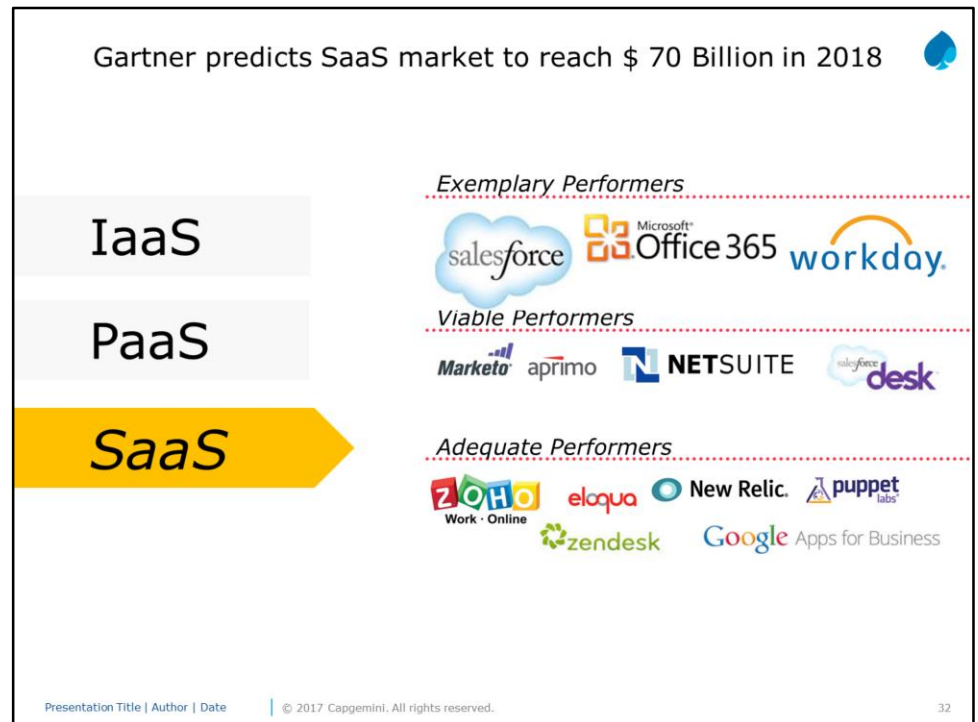 Gartner predicts SaaS market to reach $ 70 Billion in 2018
IaaS
PaaS
SaaS
Exemplary Performers
salesforce
Microsoft®
Office 365
workday.
Viable Performers
Marketo®
aprimo
N NETSUITE
salesforce
desk
Adequate Performers
ZOHO
Work · Online
eloqua
New Relic.
puppet
labs
zendesk
Google Apps for Business
Presentation Title | Author | Date
© 2017 Capgemini. All rights reserved.
32